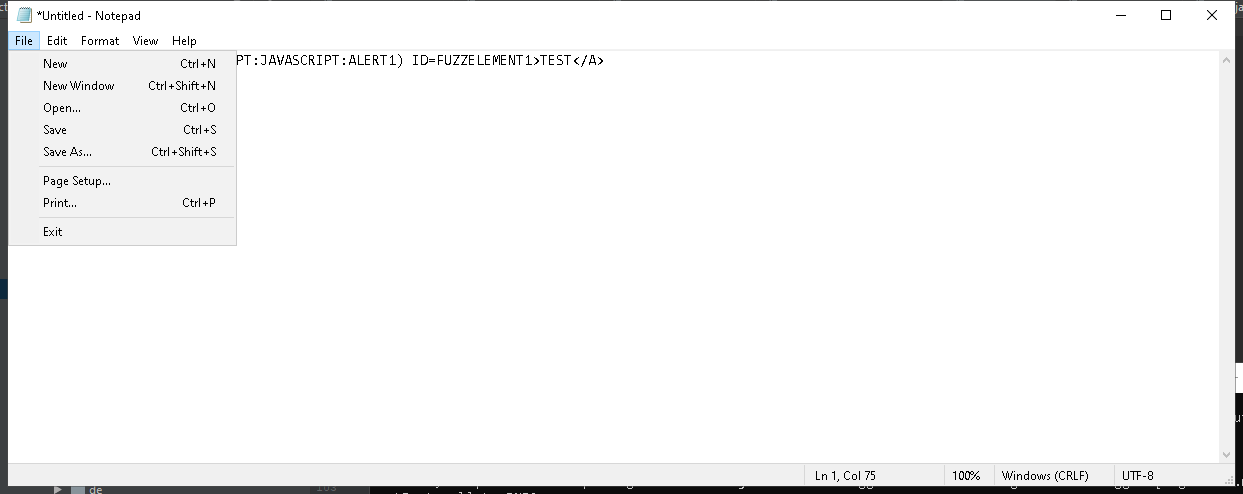 *Untitled - Notepad
File Edit Format View Help
PT:JAVASCRIPT:ALERT1) ID=FUZZELEMENT1>TEST</A>
New Ctrl+N
New Window Ctrl+Shift+N
Open... Ctrl+O
Save Ctrl+S
Save As... Ctrl+Shift+S
Page Setup...
Print... Ctrl+P
Exit
Ln 1, Col 75 100% Windows (CRLF) UTF-8
de